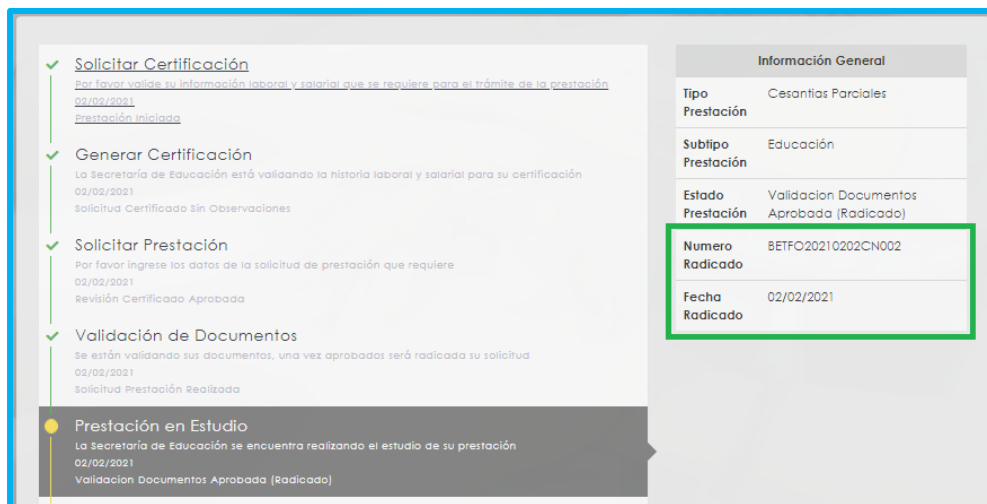 Solicitar Certificación
Por favor valide su información laboral y salarial que se requiere para el trámite de la prestación
02/02/2021
Prestación Iniciada
Generar Certificación
La Secretaría de Educación está validando la historia laboral y salarial para su certificación
02/02/2021
Solicitud Certificado Sin Observaciones
Solicitar Prestación
Por favor ingrese los datos de la solicitud de prestación que requiere
02/02/2021
Revisión Certificado Aprobada
Validación de Documentos
Se están validando sus documentos, una vez aprobados será radicada su solicitud
02/02/2021
Solicitud Prestación Realizada
Prestación en Estudio
La Secretaría de Educación se encuentra realizando el estudio de su prestación
02/02/2021
Validacion Documentos Aprobada (Radicado)
Información General
Tipo Cesantias Parciales
Prestación
Subtipo Educación
Prestación
Estado Validacion Documentos
Prestación Aprobada (Radicado)
Numero BETFO20210202CN002
Radicado
Fecha 02/02/2021
Radicado